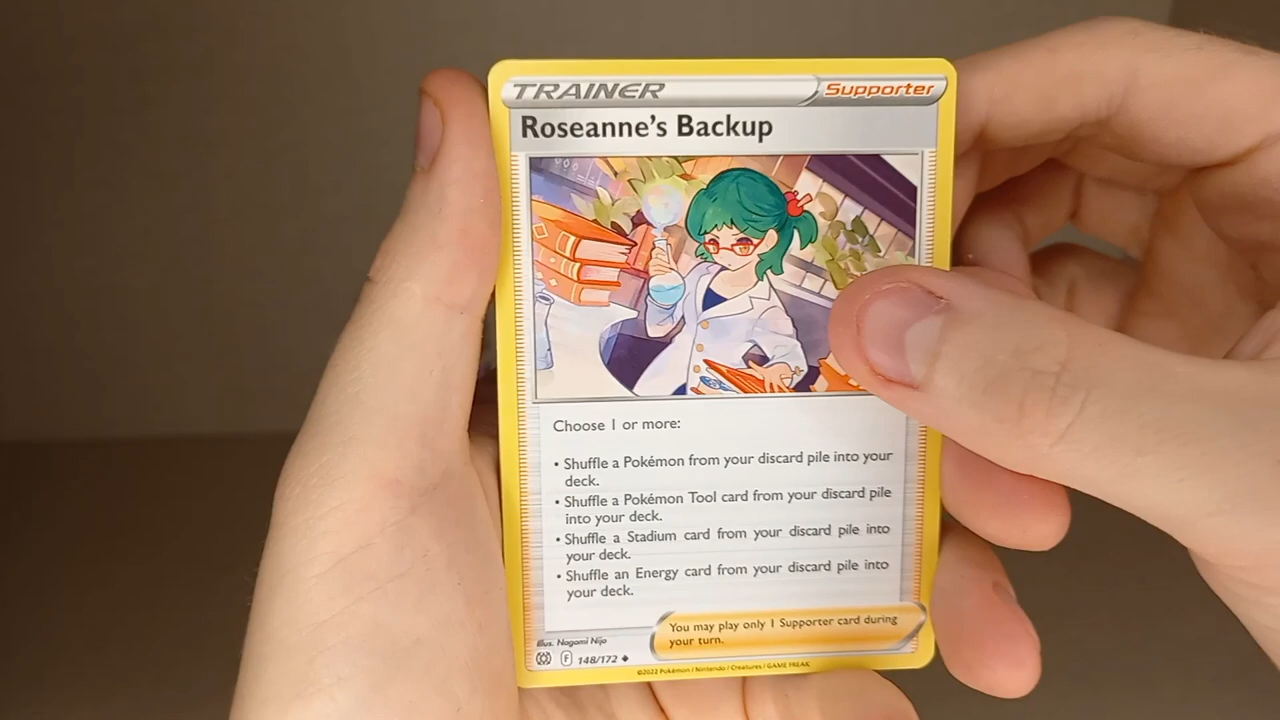 TRAINER Supporter
Roseanne's Backup
Choose 1 or more:
• Shuffle a Pokémon from your discard pile into your
deck.
• Shuffle a Pokémon Tool card from your discard pile
into your deck.
• Shuffle a Stadium card from your discard pile into
your deck.
• Shuffle an Energy card from your discard pile into
your deck.
You may play only 1 Supporter card during
your turn.
Illus. Nagomi Nijo
F 148/172
©2022 Pokémon / Nintendo / Creatures / GAME FREAK